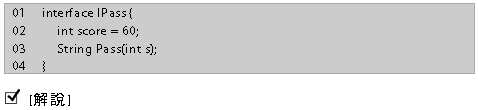 01 interface IPass{
02 int score = 60;
03 String Pass(int s);
04 }
[解說]